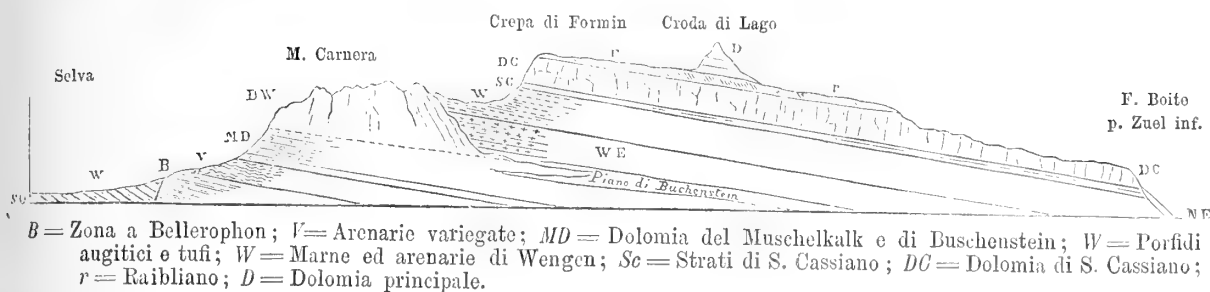 Crepa di Formin Croda di Lago
M. Carnera
Selva
D
r
DC
SC
W
DW
F. Boite
p. Zuel inf.
r
MD
W E
B
V
W
Piano di Buchenstein
DC
SO
NE
B = Zona a Bellerophon; V = Arenarie variegate; MD = Dolomia del Muschelkalk e di Buschenstein; W = Porfidi
augitici e tufi; W = Marne ed arenarie di Wengen; Sc = Strati di S. Cassiano; DC = Dolomia di S. Cassiano;
r = Raibliano; D = Dolomia principale.